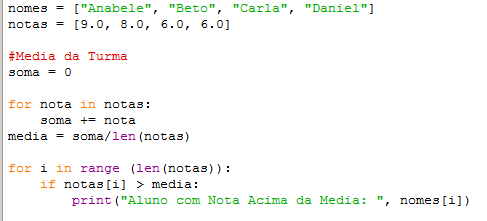 nomes = ["Anabele", "Beto", "Carla", "Daniel"]
notas = [9.0, 8.0, 6.0, 6.0]
#Media da Turma
soma = 0
for nota in notas:
    soma += nota
media = soma/len(notas)
for i in range (len(notas)):
    if notas[i] > media:
        print("Aluno com Nota Acima da Media: ", nomes[i])